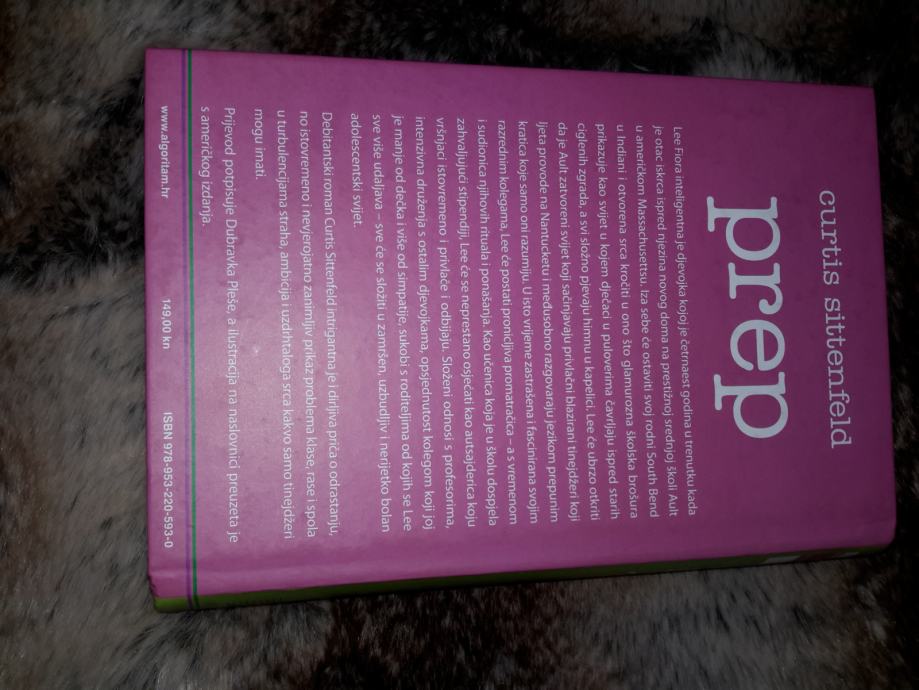 curtis sittenfeld
prep
Lee Fiora inteligentna je djevojka kojoj je četrnaest godina u trenutku kada
je otac iskrca ispred njezina novog doma na prestižnoj srednjoj školi Ault
u američkom Massachusettsu. Iza sebe će ostaviti svoj rodni South Bend
u Indiani i otvorena srca kročiti u ono što glamurozna školska brošura
prikazuje kao svijet u kojem dječaci u puloverima čavrljaju ispred starih
ciglenih zgrada, a svi složno pjevaju himnu u kapelici. Lee će ubrzo otkriti
da je Ault zatvoreni svijet koji sačinjavaju privlačni blazirani tinejdžeri koji
ljeta provode na Nantucketu i međusobno razgovaraju jezikom prepunim
kratica koje samo oni razumiju. U isto vrijeme zastrašena i fascinirana svojim
razrednim kolegama, Lee će postati pronicljiva promatračica – a s vremenom
i sudionica njihovih rituala i ponašanja. Kao učenica koja je u školu dospjela
zahvaljujući stipendiji, Lee će se neprestano osjećati kao autsajderica koju
vršnjaci istovremeno i privlače i odbijaju. Složeni odnosi s profesorima,
intenzivna druženja s ostalim djevojkama, opsjednutost kolegom koji joj
je manje od dečka i više od simpatije, sukobi s roditeljima od kojih se Lee
sve više udaljava – sve će se složiti u zamršen, uzbudljiv i nerijetko bolan
adolescentski svijet.
Debitantski roman Curtis Sittenfeld intrigantna je i dirljiva priča o odrastanju,
no istovremeno i nevjerojatno zanimljiv prikaz problema klase, rase i spola
u turbulencijama straha, ambicija i uzdrhtaloga srca kakvo samo tinejdžeri
mogu imati.
Prijevod potpisuje Dubravka Plejse, a ilustracija na naslovnici preuzeta je
s američkog izdanja.
www.algoritam.hr 149,00 kn ISBN 978-953-220-593-0